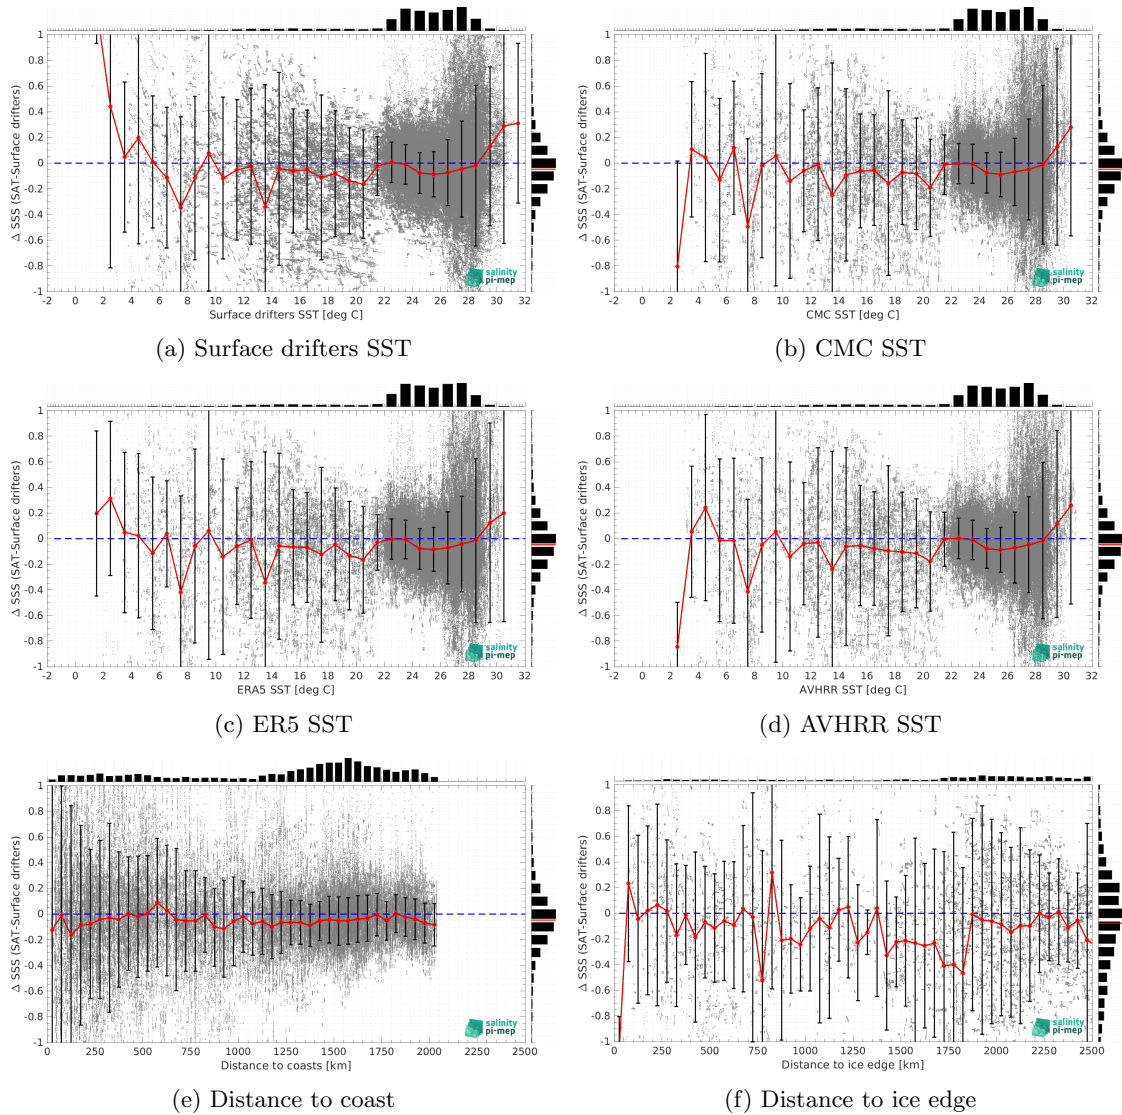 1
0.8
0.6
0.4
0.2
0
-0.2
-0.4
-0.6
-0.8
-1
Δ SSS (SAT-Surface drifters)
-2 0 2 4 6 8 10 12 14 16 18 20 22 24 26 28 30 32
Surface drifters SST [deg C]
salinity
pi-mep
(a) Surface drifters SST
1
0.8
0.6
0.4
0.2
0
-0.2
-0.4
-0.6
-0.8
-1
Δ SSS (SAT-Surface drifters)
-2 0 2 4 6 8 10 12 14 16 18 20 22 24 26 28 30 32
CMC SST [deg C]
salinity
pi-mep
(b) CMC SST
1
0.8
0.6
0.4
0.2
0
-0.2
-0.4
-0.6
-0.8
-1
Δ SSS (SAT-Surface drifters)
-2 0 2 4 6 8 10 12 14 16 18 20 22 24 26 28 30 32
ERA5 SST [deg C]
salinity
pi-mep
(c) ER5 SST
1
0.8
0.6
0.4
0.2
0
-0.2
-0.4
-0.6
-0.8
-1
Δ SSS (SAT-Surface drifters)
-2 0 2 4 6 8 10 12 14 16 18 20 22 24 26 28 30 32
AVHRR SST [deg C]
salinity
pi-mep
(d) AVHRR SST
1
0.8
0.6
0.4
0.2
0
-0.2
-0.4
-0.6
-0.8
-1
Δ SSS (SAT-Surface drifters)
0 250 500 750 1000 1250 1500 1750 2000 2250 2500
Distance to coasts [km]
salinity
pi-mep
(e) Distance to coast
1
0.8
0.6
0.4
0.2
0
-0.2
-0.4
-0.6
-0.8
-1
Δ SSS (SAT-Surface drifters)
0 250 500 750 1000 1250 1500 1750 2000 2250 2500
Distance to ice edge [km]
salinity
pi-mep
(f) Distance to ice edge